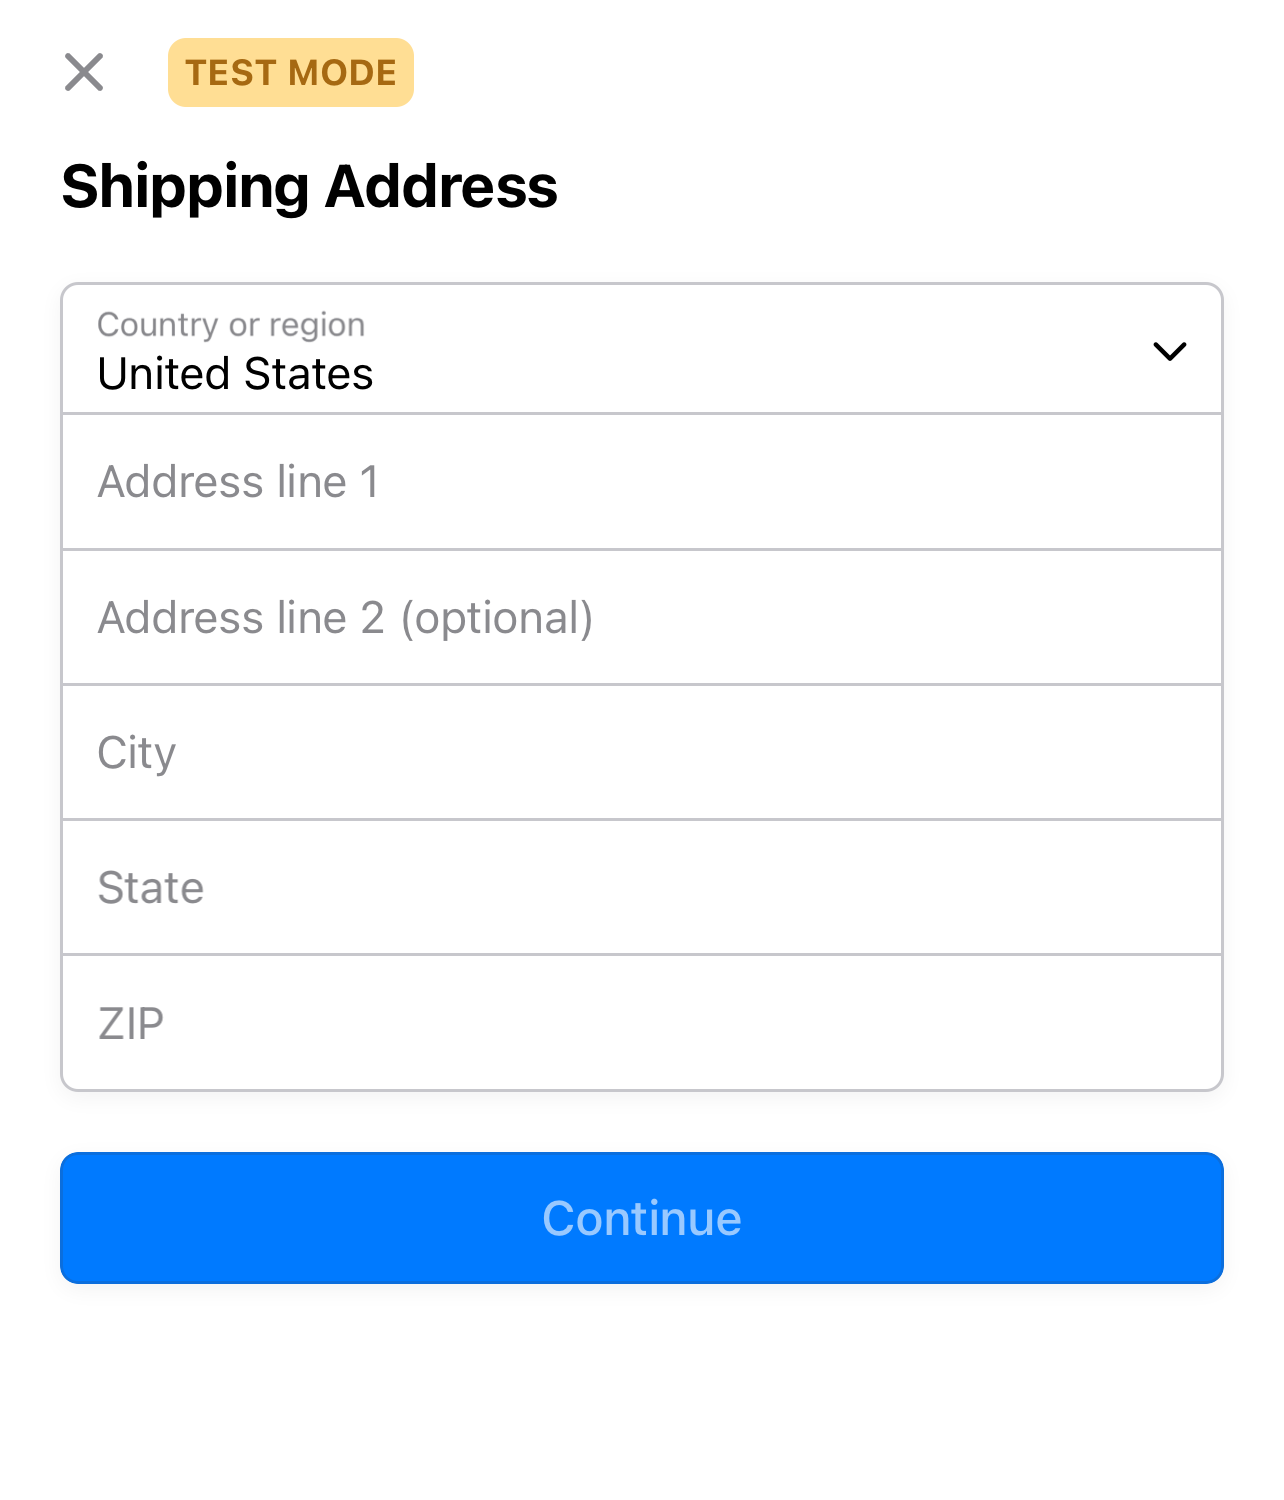 TEST MODE
Shipping Address
Country or region
United States
Address line 1
Address line 2 (optional)
City
State
ZIP
Continue